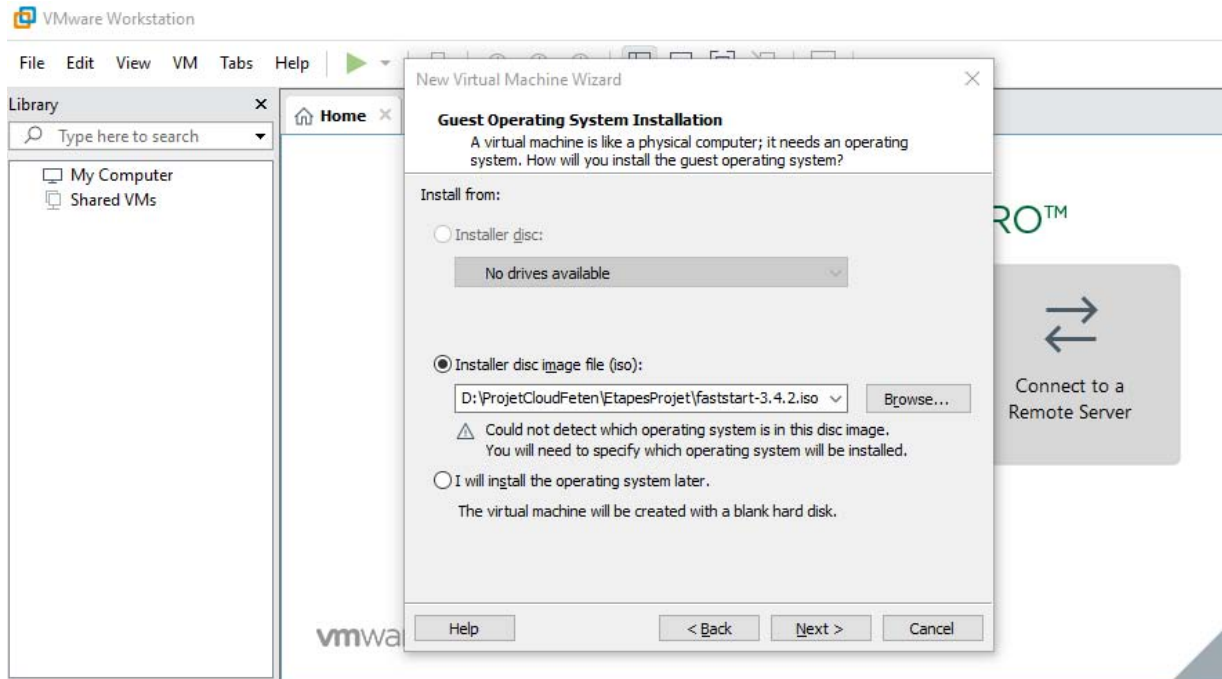 VMware Workstation
File Edit View VM Tabs Help
Library
Type here to search
My Computer
Shared VMs
Home
New Virtual Machine Wizard
Guest Operating System Installation
A virtual machine is like a physical computer; it needs an operating
system. How will you install the guest operating system?
Install from:
Installer disc:
No drives available
Installer disc image file (iso):
D:\ProjetCloudFeten\EtapesProjet\faststart-3.4.2.iso
Browse...
Could not detect which operating system is in this disc image.
You will need to specify which operating system will be installed.
I will install the operating system later.
The virtual machine will be created with a blank hard disk.
Help
< Back
Next >
Cancel
RO™
Connect to a
Remote Server
vmwa